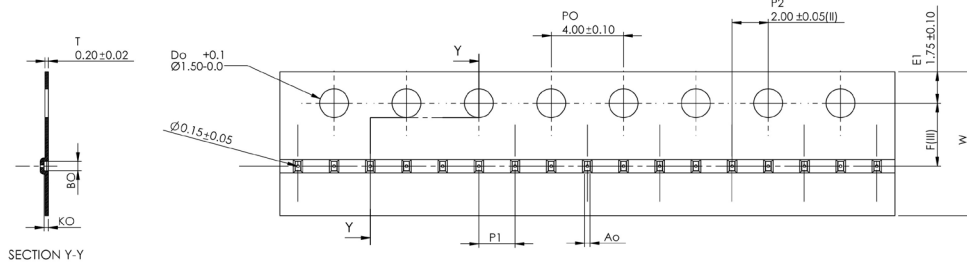 T
0.20±0.02
BO
KO
SECTION Y-Y
Do +0.1
Ø1.50-0.0
Ø0.15±0.05
Y
PO
4.00±0.10
P2
2.00±0.05(II)
E1
1.75±0.10
F(III)
W
Y
P1
Ao